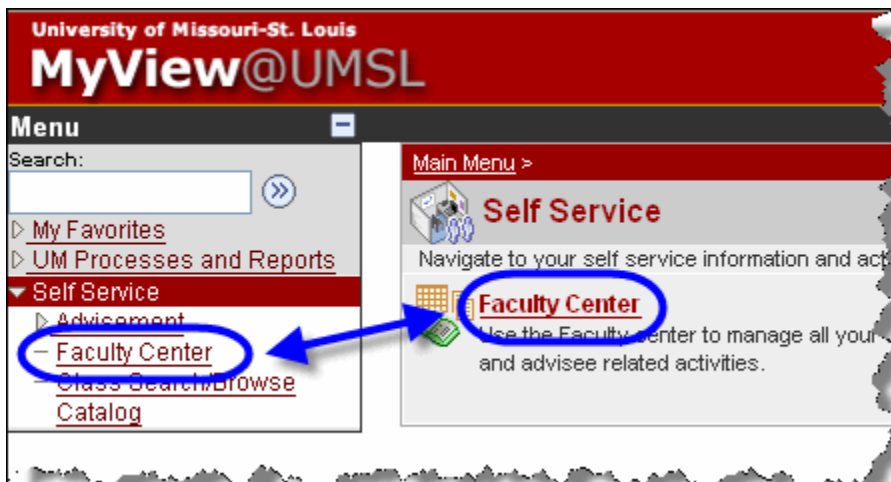 University of Missouri-St. Louis
MyView@UMSL
Menu
Search:
My Favorites
UM Processes and Reports
Self Service
Advisement
Faculty Center
Class Search/Browse
Catalog
Main Menu >
Self Service
Navigate to your self service information and act
Faculty Center
Use the Faculty Center to manage all your
and advisee related activities.